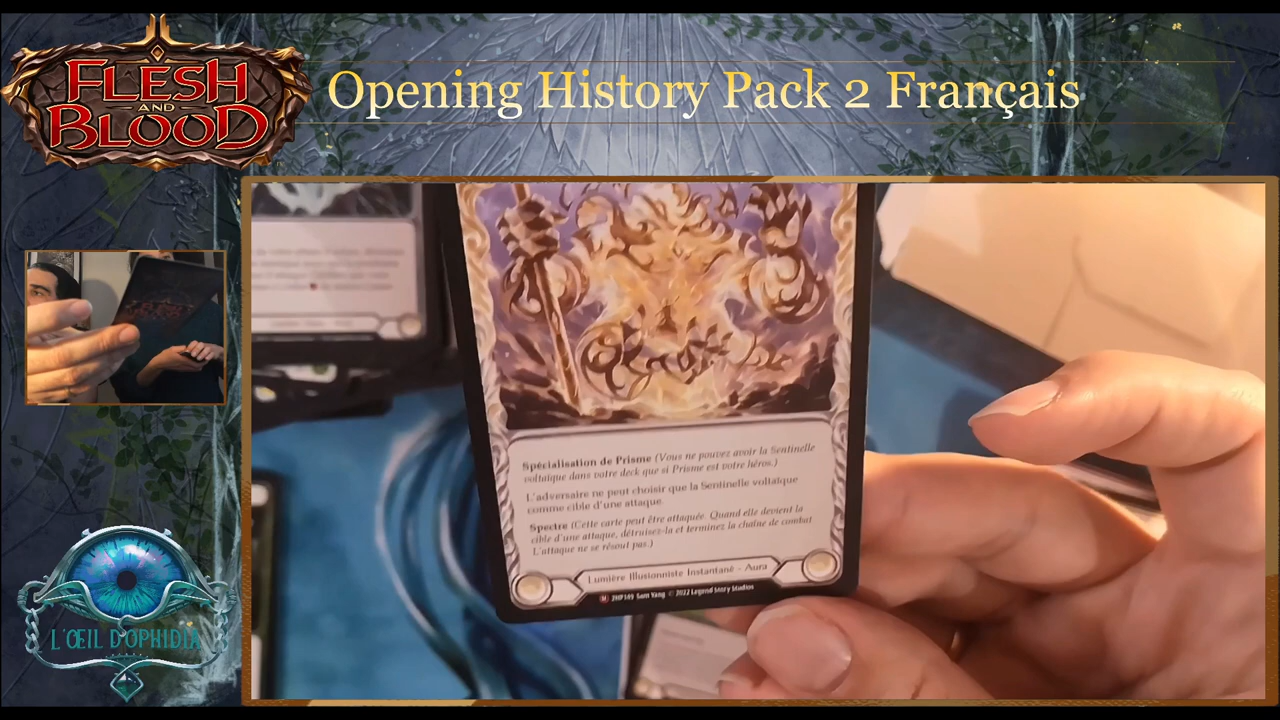 FLESH
AND
BLOOD
Opening History Pack 2 Français
Spécialisation de Prisme (Vous ne pouvez avoir la Sentinelle
voltaïque dans votre deck que si Prisme est votre héros.)
L'adversaire ne peut choisir que la Sentinelle voltaïque
comme cible d'une attaque.
Spectre (Cette carte peut être attaquée. Quand elle devient la
cible d'une attaque, détruisez-la et terminez la chaîne de combat
L'attaque ne se résout pas.)
Lumière Illusionniste Instantané - Aura
M 2HP149 Sam Yang © 2022 Legend Story Studios
L'ŒIL D'OPHIDIA